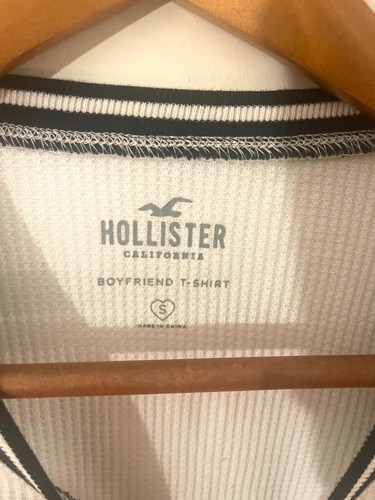 HOLLISTER
CALIFORNIA
BOYFRIEND T-SHIRT
S
MADE IN CHINA